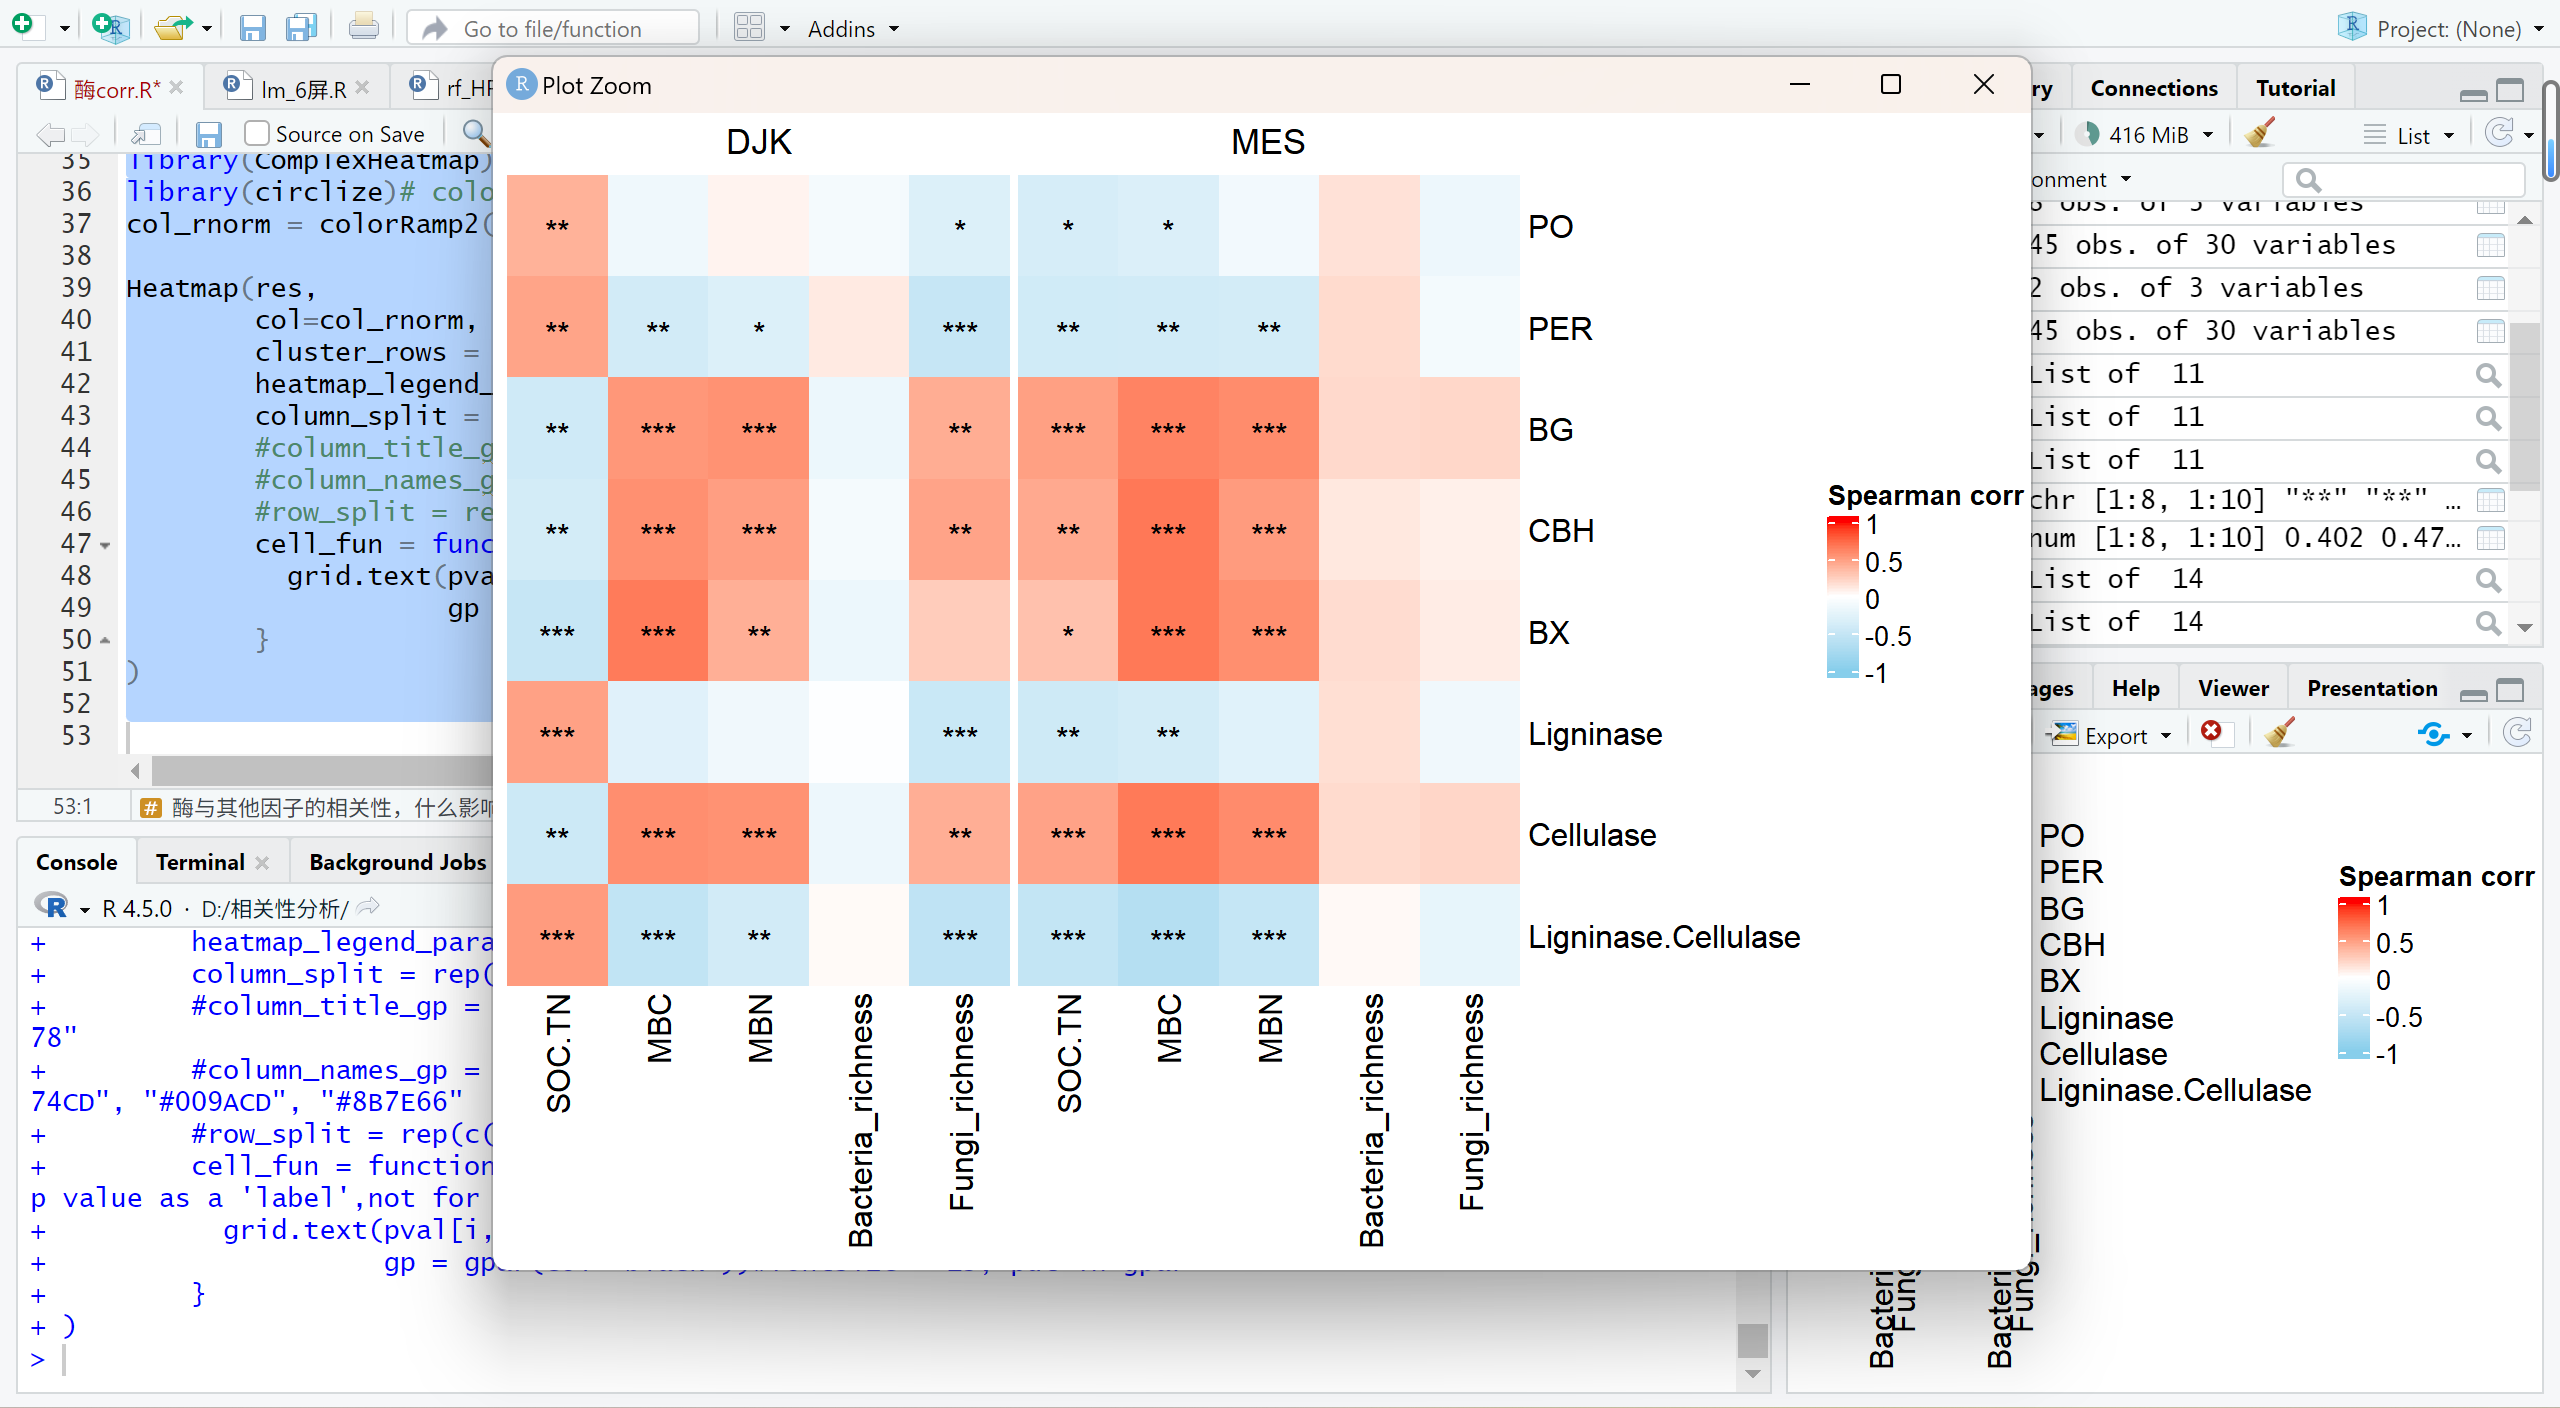 Go to file/function
Addins
Project: (None)
酶corr.R*
lm_6屏.R
Source on Save
35 library(ComplexHeatmap)
36 library(circlize)#
37 col_rnorm = colorRamp2(
38
39 Heatmap(res,
40 col=col_rnorm,
41 cluster_rows =
42 heatmap_legend_
43 column_split =
44 #column_title_g
45 #column_names_g
46 #row_split = re
47 cell_fun = func
48 grid.text(pva
49 gp
50 }
51 )
52
53
53:1
# 酶与其他因子的相关性，什么影响
Console
Terminal
Background Jobs
R 4.5.0 · D:/相关性分析/
+ heatmap_legend_para
+ column_split = rep(
+ #column_title_gp =
78"
+ #column_names_gp =
74CD", "#009ACD", "#8B7E66"
+ #row_split = rep(c(
+ cell_fun = function
p value as a 'label',not for
+ grid.text(pval[i,
+ gp = gp
+ }
+ )
>
Plot Zoom
DJK MES
** * * * PO
** ** * *** ** ** ** PER
** *** *** ** *** *** *** BG
** *** *** ** ** *** *** CBH
*** *** ** * *** *** BX
*** *** ** ** Ligninase
** *** *** ** *** *** *** Cellulase
*** *** ** *** *** *** *** Ligninase.Cellulase
SOC.TN
MBC
MBN
Bacteria_richness
Fungi_richness
SOC.TN
MBC
MBN
Bacteria_richness
Fungi_richness
Spearman corr
1
0.5
0
-0.5
-1
Connections
Tutorial
416 MiB
List
45 obs. of 30 variables
2 obs. of 3 variables
45 obs. of 30 variables
List of 11
List of 11
List of 11
chr [1:8, 1:10] "**" "**" …
num [1:8, 1:10] 0.402 0.47…
List of 14
List of 14
Help
Viewer
Presentation
Export
PO
PER
BG
CBH
BX
Ligninase
Cellulase
Ligninase.Cellulase
Spearman corr
1
0.5
0
-0.5
-1